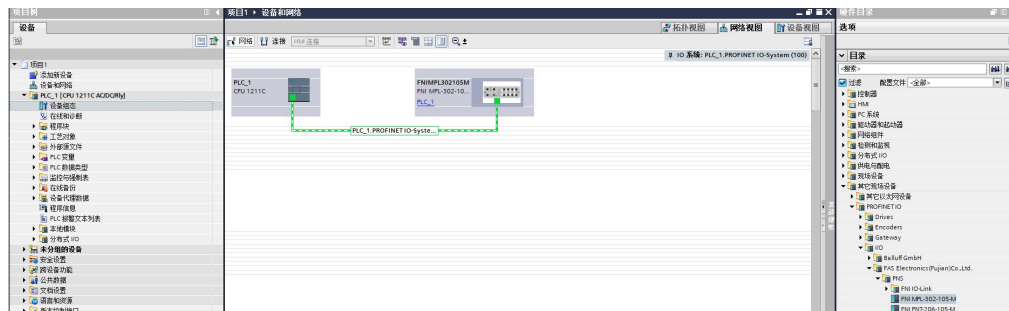 项目树
设备
项目1
添加新设备
设备和网络
PLC_1 [CPU 1211C AC/DC/Rly]
设备组态
在线和诊断
程序块
工艺对象
外部源文件
PLC 变量
PLC 数据类型
监控与强制表
在线备份
设备代理数据
程序信息
PLC 报警文本列表
本地模块
分布式 I/O
未分组的设备
安全设置
跨设备功能
公共数据
文档设置
语言和资源
版本控制接口
项目1 ▸ 设备和网络
拓扑视图 网络视图 设备视图
网络 连接 HMI 连接
IO 系统: PLC_1.PROFINET IO-System (100)
PLC_1
CPU 1211C
FNIMPL302105M
FNI MPL-302-10...
PLC_1
PLC_1.PROFINET IO-Syste...
硬件目录
选项
目录
<搜索>
过滤 配置文件 <全部>
控制器
HMI
PC 系统
驱动器和起动器
网络组件
检测和监视
分布式 I/O
供电与配电
现场设备
其它现场设备
其它以太网设备
PROFINET IO
Drives
Encoders
Gateway
I/O
Balluff GmbH
FAS Electronics(Fujian)Co.,Ltd.
PNS
FNI IO-Link
FNI MPL-302-105-M
FNI PNT-206-105-M